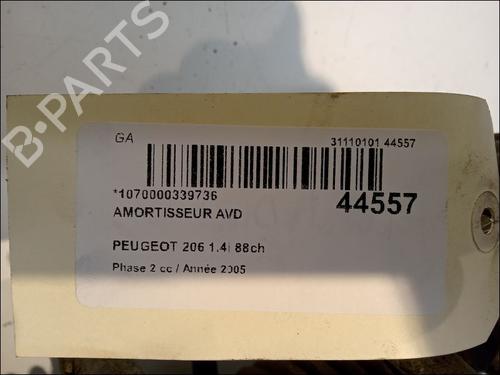 B-PARTS
GA
31110101 44557
*1070000339736
44557
AMORTISSEUR AVD
PEUGEOT 206 1.4i 88ch
Phase 2 cc / Année 2005